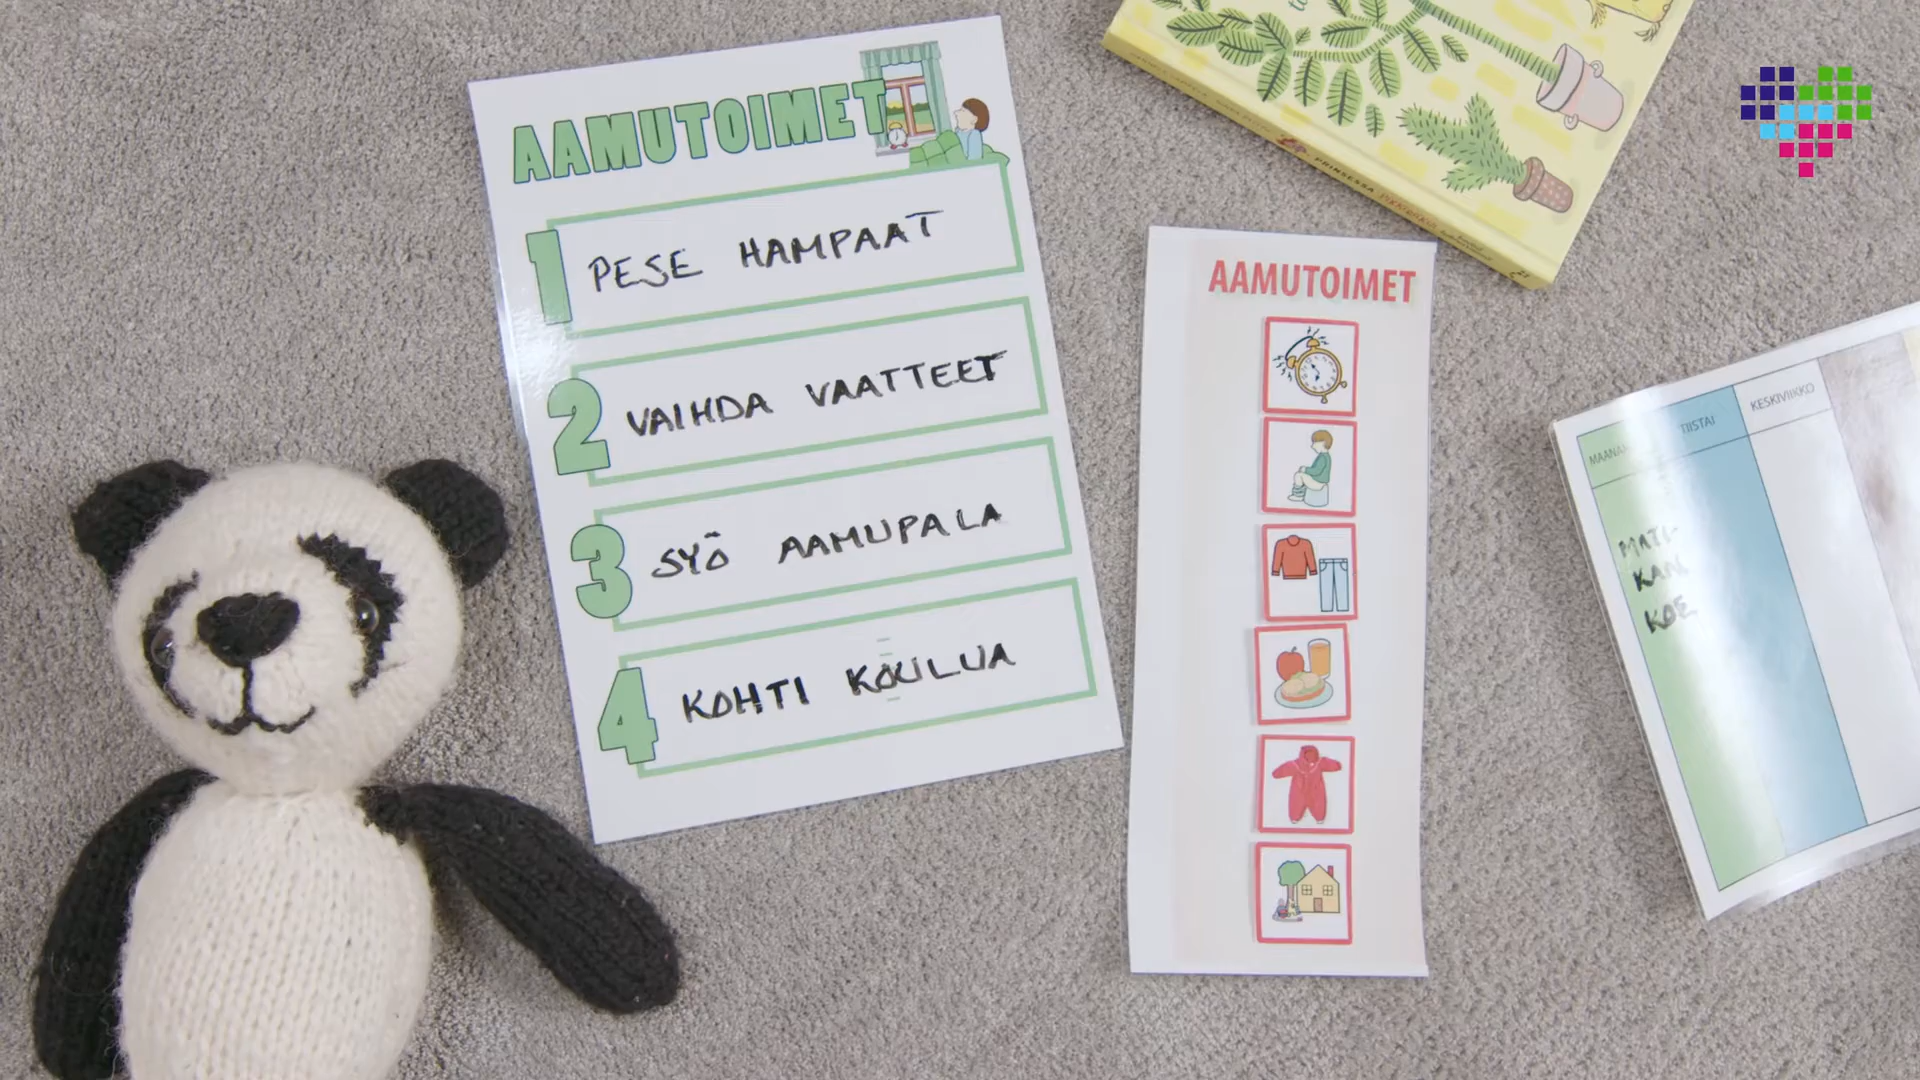 AAMUTOIMET
1 PESE HAMPAAT
2 VAIHDA VAATTEET
3 SYÖ AAMUPALA
4 KOHTI KOULUA
AAMUTOIMET
PRINSESSA
TIISTAI
KESKIVIIKKO
MATI-
KAN
KOE